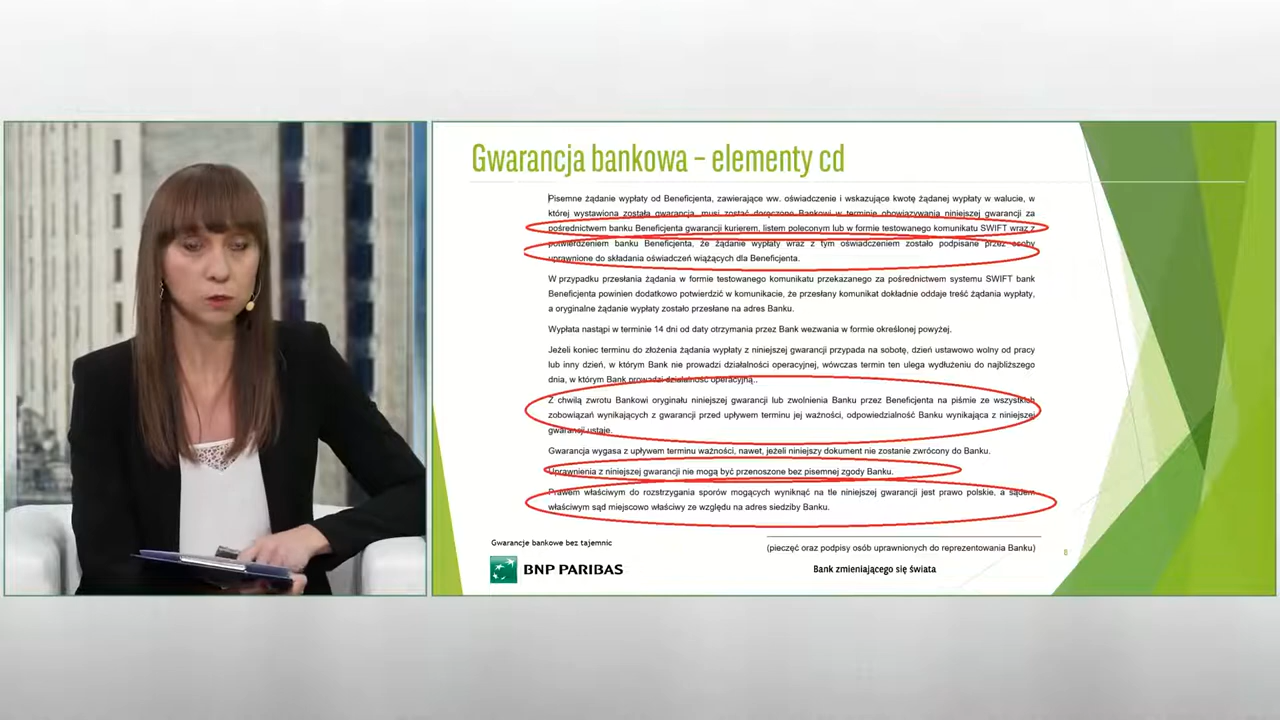 Gwarancja bankowa – elementy cd
Pisemne żądanie wypłaty od Beneficjenta, zawierające ww. oświadczenie i wskazujące kwotę żądanej wypłaty w walucie, w
której wystawiona została gwarancja, musi zostać doręczone Bankowi w terminie obowiązywania niniejszej gwarancji za
pośrednictwem banku Beneficjenta gwarancji kurierem, listem poleconym lub w formie testowanego komunikatu SWIFT wraz z
potwierdzeniem banku Beneficjenta, że żądanie wypłaty wraz z tym oświadczeniem zostało podpisane przez osoby
uprawnione do składania oświadczeń wiążących dla Beneficjenta.
W przypadku przesłania żądania w formie testowanego komunikatu przekazanego za pośrednictwem systemu SWIFT bank
Beneficjenta powinien dodatkowo potwierdzić w komunikacie, że przesłany komunikat dokładnie oddaje treść żądania wypłaty,
a oryginalne żądanie wypłaty zostało przesłane na adres Banku.
Wypłata nastąpi w terminie 14 dni od daty otrzymania przez Bank wezwania w formie określonej powyżej.
Jeżeli koniec terminu do złożenia żądania wypłaty z niniejszej gwarancji przypada na sobotę, dzień ustawowo wolny od pracy
lub inny dzień, w którym Bank nie prowadzi działalności operacyjnej, wówczas termin ten ulega wydłużeniu do najbliższego
dnia, w którym Bank prowadzi działalność operacyjną..
Z chwilą zwrotu Bankowi oryginału niniejszej gwarancji lub zwolnienia Banku przez Beneficjenta na piśmie ze wszystkich
zobowiązań wynikających z gwarancji przed upływem terminu jej ważności, odpowiedzialność Banku wynikająca z niniejszej
gwarancji ustaje.
Gwarancja wygasa z upływem terminu ważności, nawet, jeżeli niniejszy dokument nie zostanie zwrócony do Banku.
Uprawnienia z niniejszej gwarancji nie mogą być przenoszone bez pisemnej zgody Banku.
Prawem właściwym do rozstrzygania sporów mogących wyniknąć na tle niniejszej gwarancji jest prawo polskie, a sądem
właściwym sąd miejscowo właściwy ze względu na adres siedziby Banku.
Gwarancje bankowe bez tajemnic
(pieczęć oraz podpisy osób uprawnionych do reprezentowania Banku)
8
BNP PARIBAS
Bank zmieniającego się świata